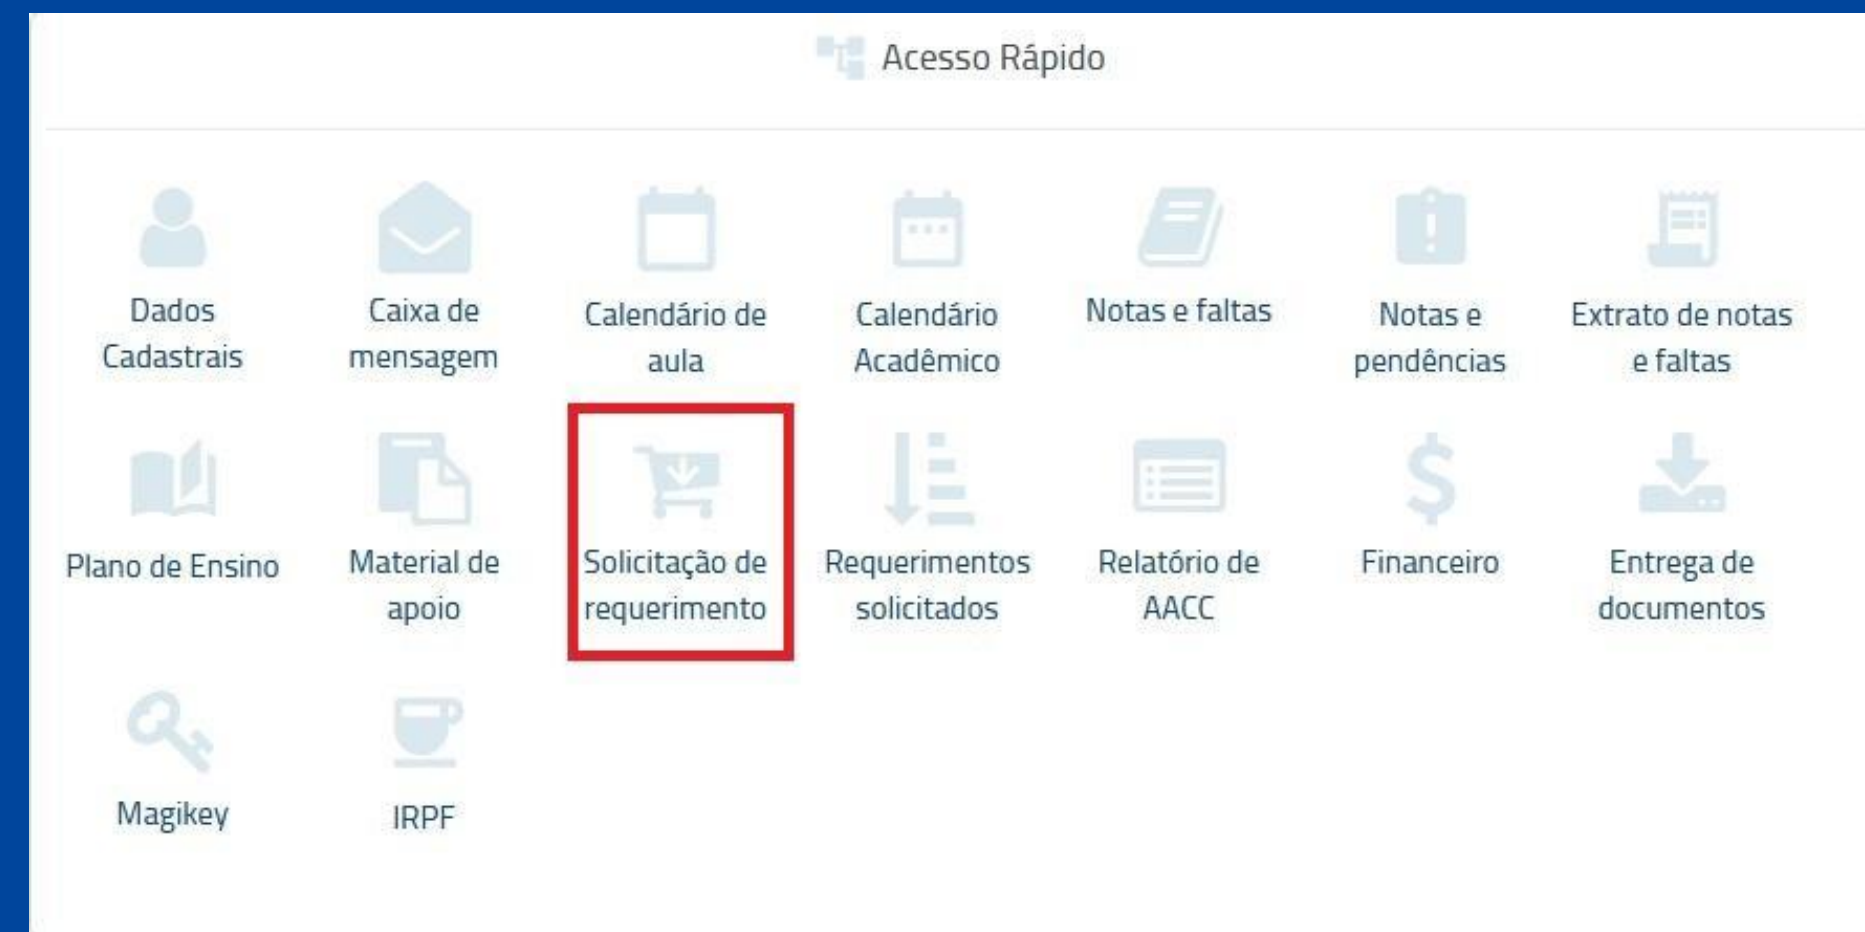 Acesso Rápido
Dados
Cadastrais
Caixa de
mensagem
Calendário de
aula
Calendário
Acadêmico
Notas e faltas
Notas e
pendências
Extrato de notas
e faltas
Plano de Ensino
Material de
apoio
Solicitação de
requerimento
Requerimentos
solicitados
Relatório de
AACC
Financeiro
Entrega de
documentos
Magikey
IRPF